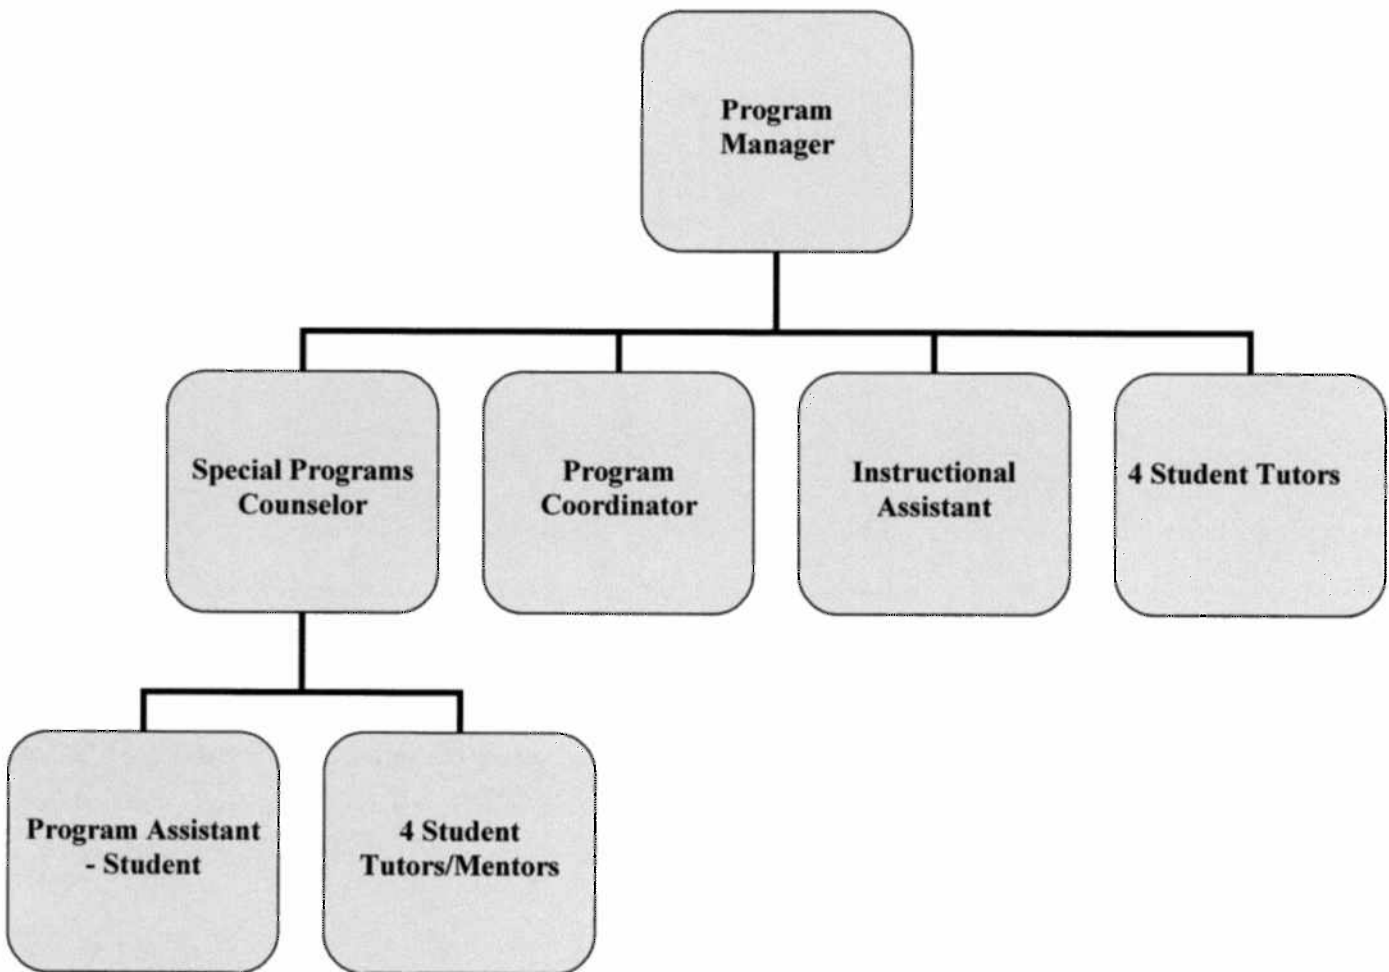 Program
Manager
Special Programs
Counselor
Program
Coordinator
Instructional
Assistant
4 Student Tutors
Program Assistant
- Student
4 Student
Tutors/Mentors